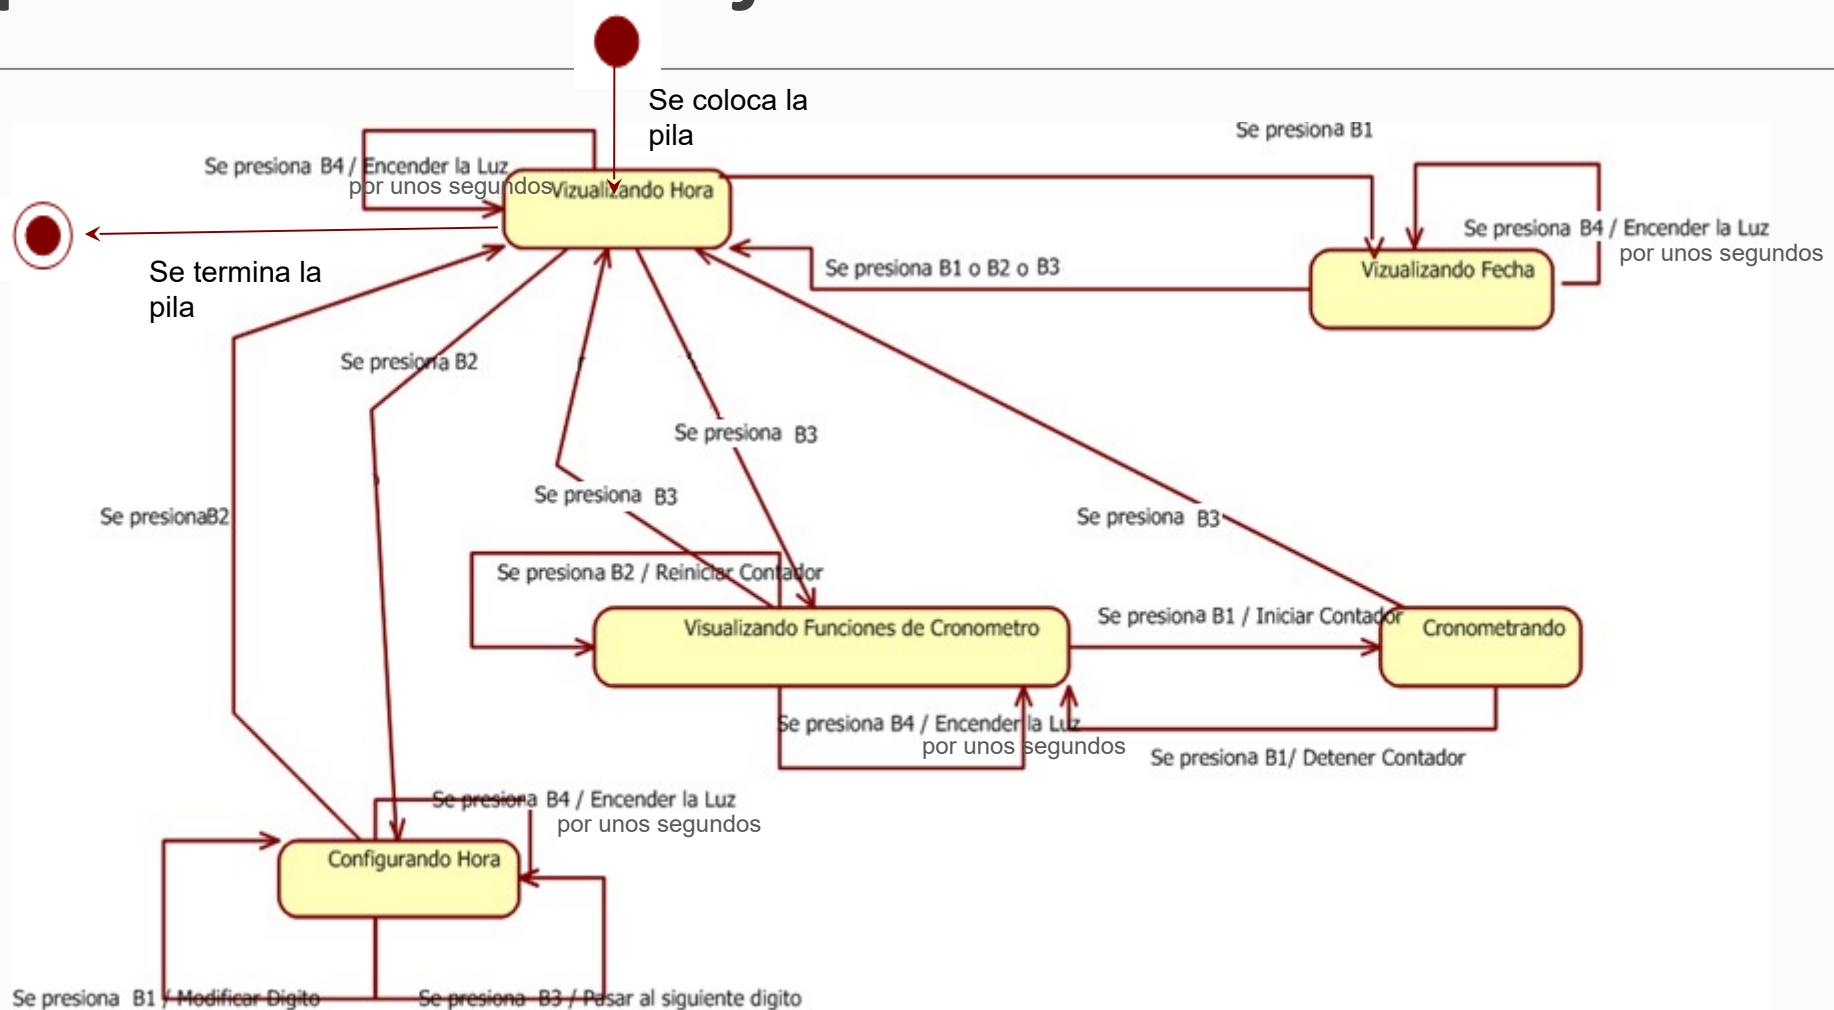 Se coloca la
pila
Se presiona B1
Se presiona B4 / Encender la Luz
por unos segundos
Vizualizando Hora
Se presiona B4 / Encender la Luz
por unos segundos
Se presiona B1 o B2 o B3
Vizualizando Fecha
Se termina la
pila
Se presiona B2
Se presiona B3
Se presiona B3
Se presionaB2
Se presiona B3
Se presiona B2 / Reiniciar Contador
Visualizando Funciones de Cronometro
Se presiona B1 / Iniciar Contador
Cronometrando
Se presiona B4 / Encender la Luz
por unos segundos
Se presiona B1/ Detener Contador
Se presiona B4 / Encender la Luz
por unos segundos
Configurando Hora
Se presiona B1 / Modificar Digito
Se presiona B3 / Pasar al siguiente digito